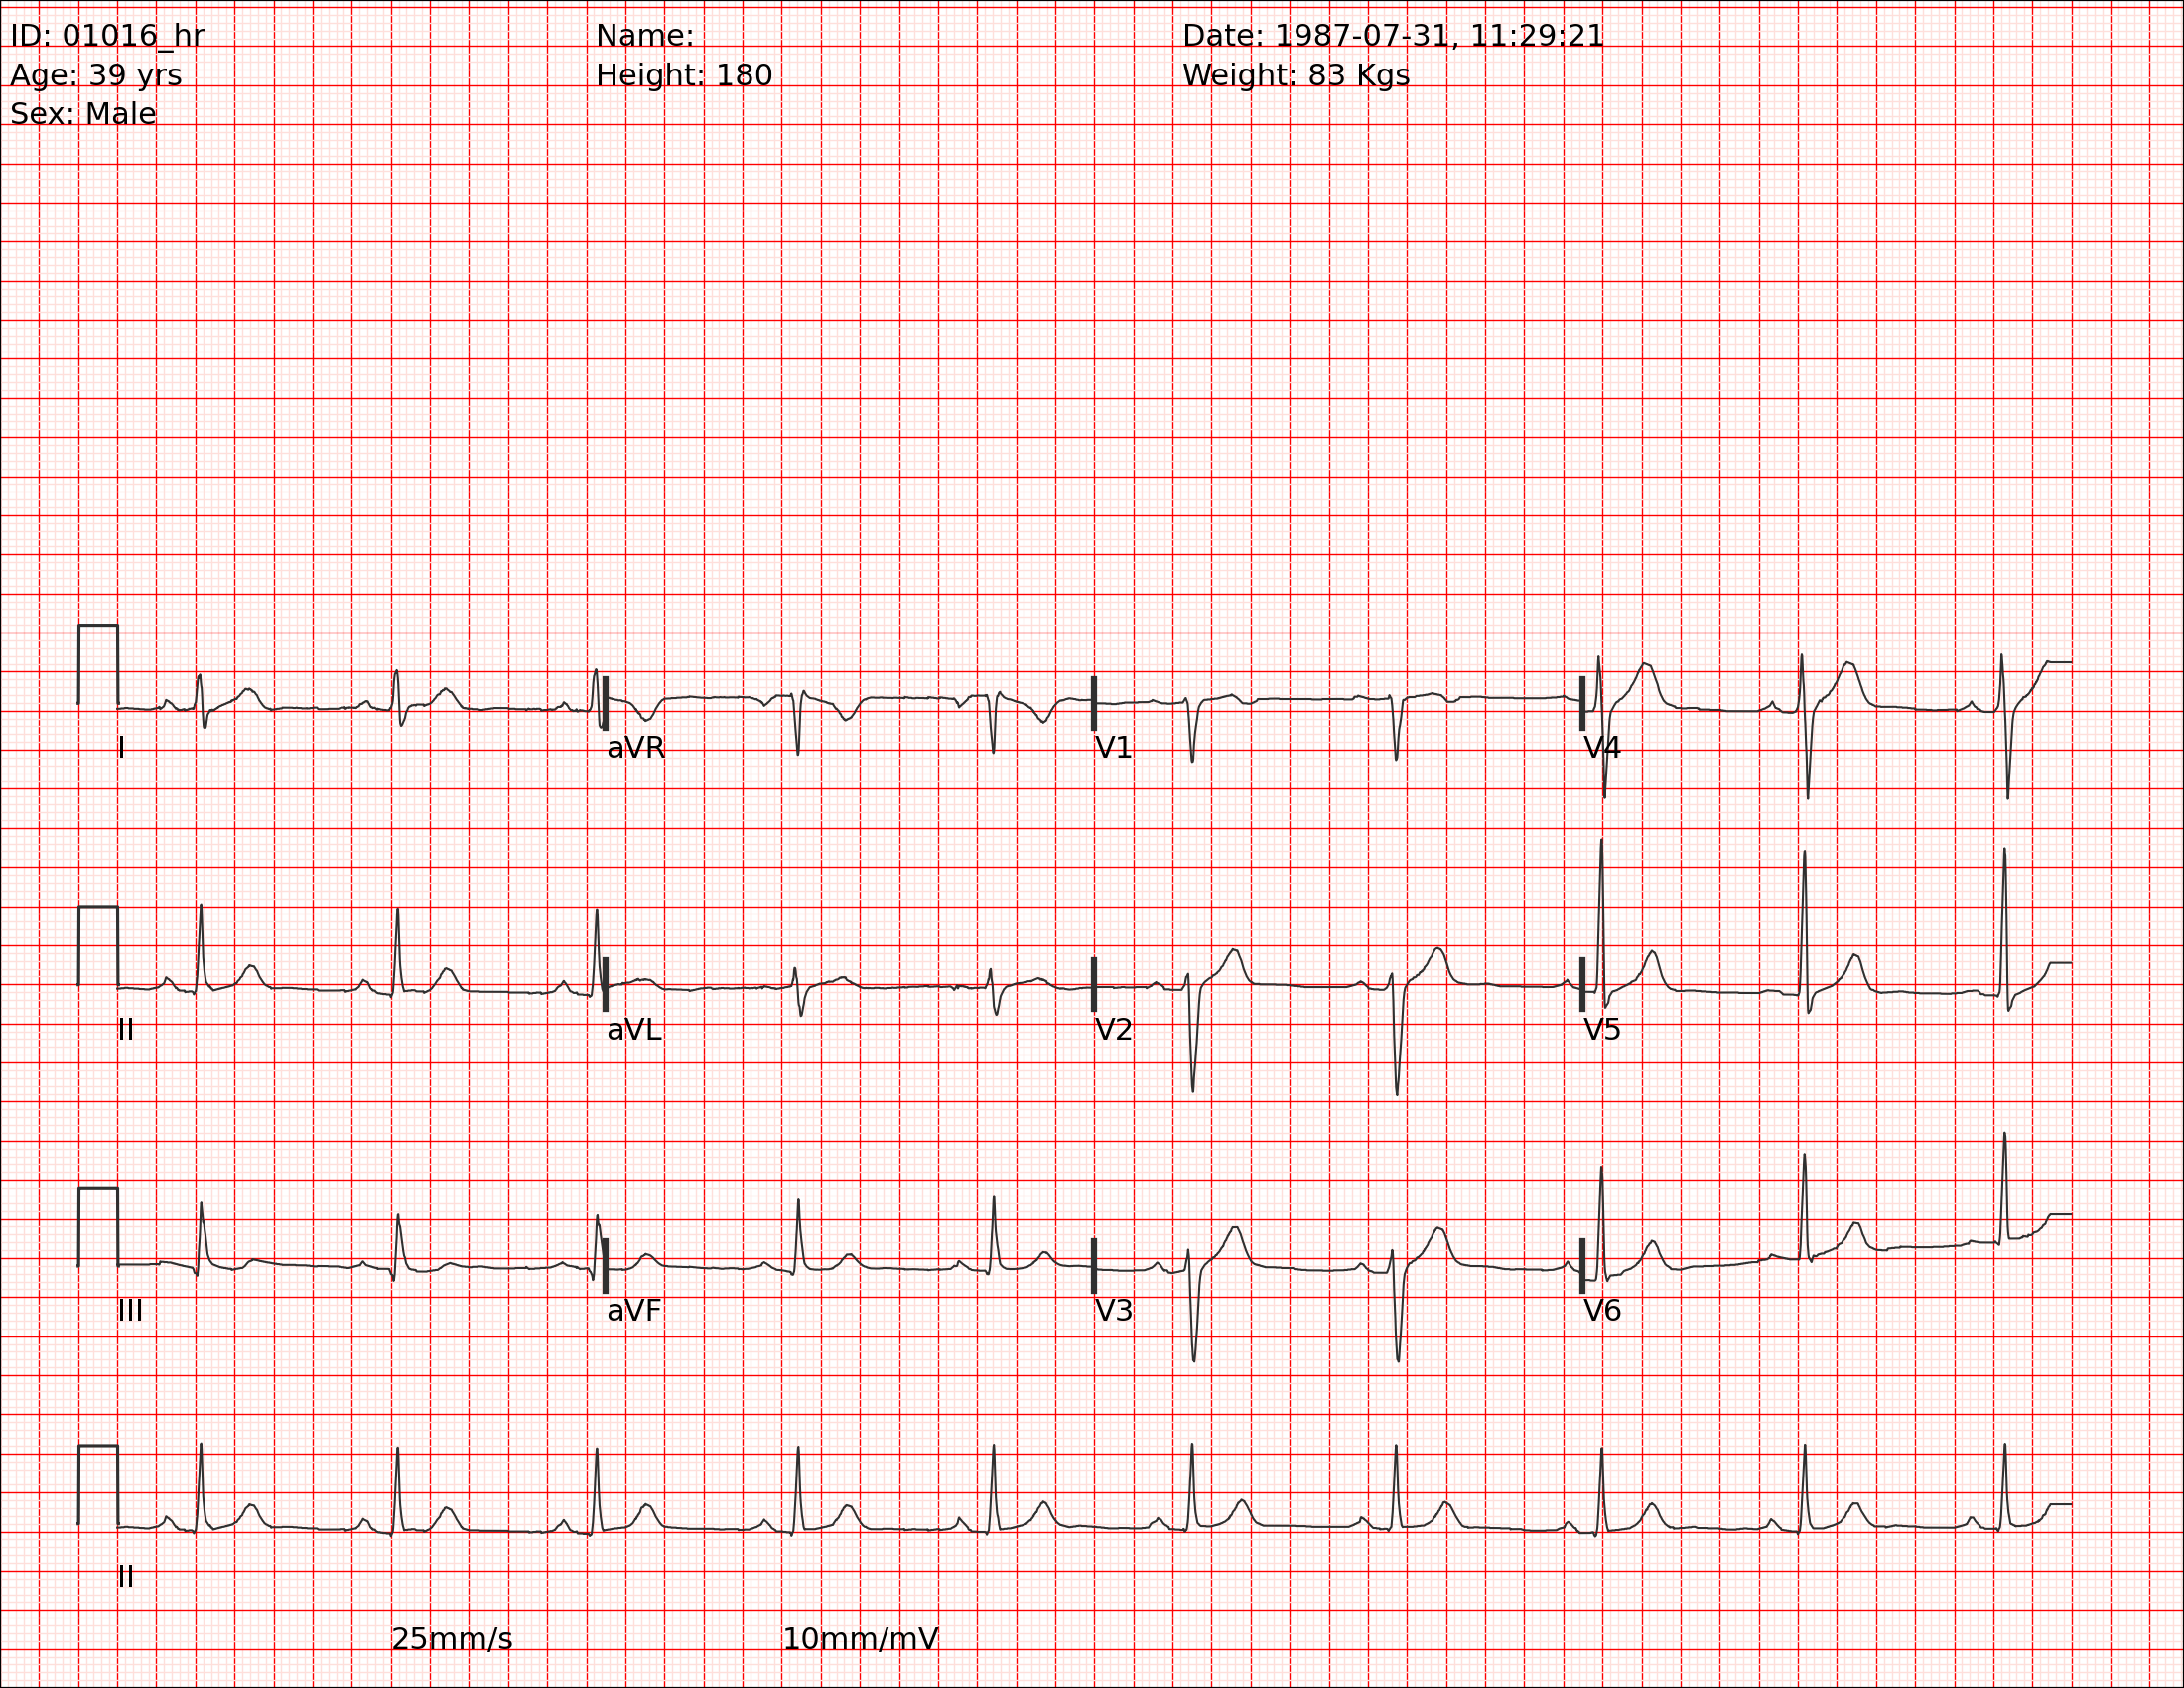 ID: 01016_hr
Name:
Date: 1987-07-31, 11:29:21
Age: 39 yrs
Height: 180
Weight: 83 Kgs
Sex: Male
I
aVR
V1
V4
II
aVL
V2
V5
III
aVF
V3
V6
II
25mm/s
10mm/mV